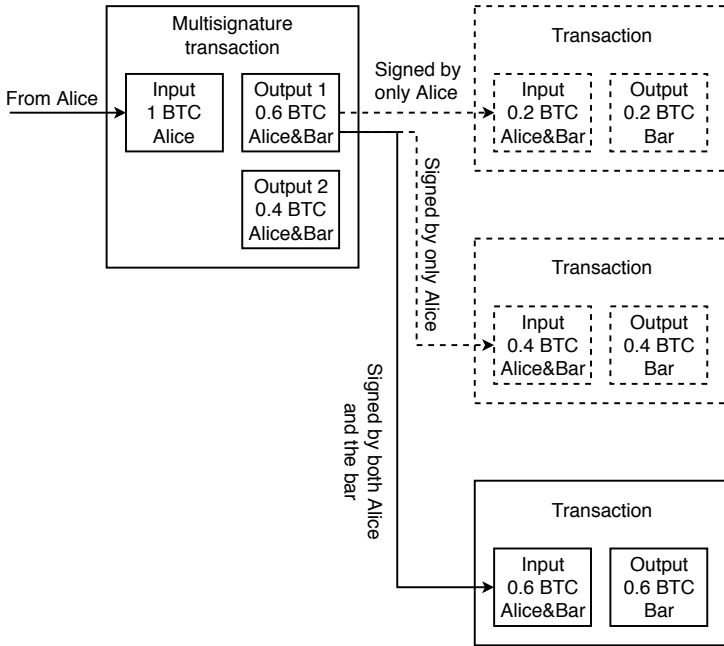 Multisignature
transaction
From Alice
Input
1 BTC
Alice
Output 1
0.6 BTC
Alice&Bar
Output 2
0.4 BTC
Alice&Bar
Signed by
only Alice
Transaction
Input
0.2 BTC
Alice&Bar
Output
0.2 BTC
Bar
Signed by only Alice
Transaction
Input
0.4 BTC
Alice&Bar
Output
0.4 BTC
Bar
Signed by both Alice
and the bar
Transaction
Input
0.6 BTC
Alice&Bar
Output
0.6 BTC
Bar